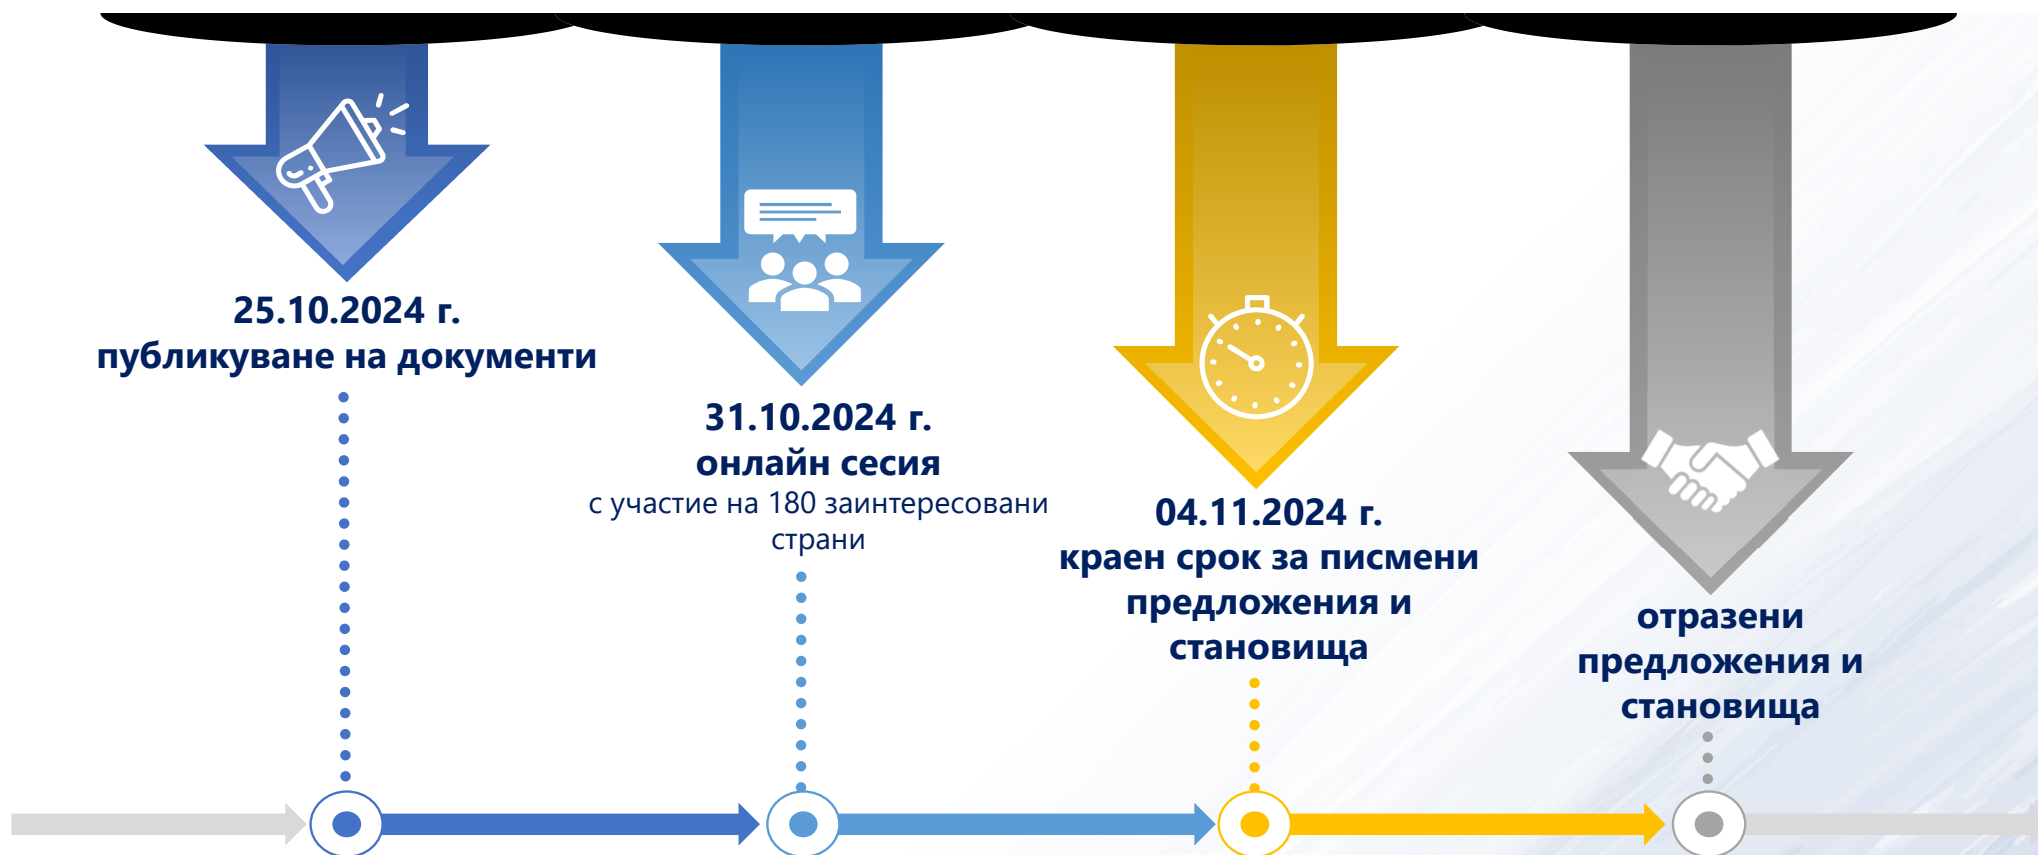 25.10.2024 г.
публикуване на документи
31.10.2024 г.
онлайн сесия
с участие на 180 заинтересовани
страни
04.11.2024 г.
краен срок за писмени
предложения и
становища
отразени
предложения и
становища